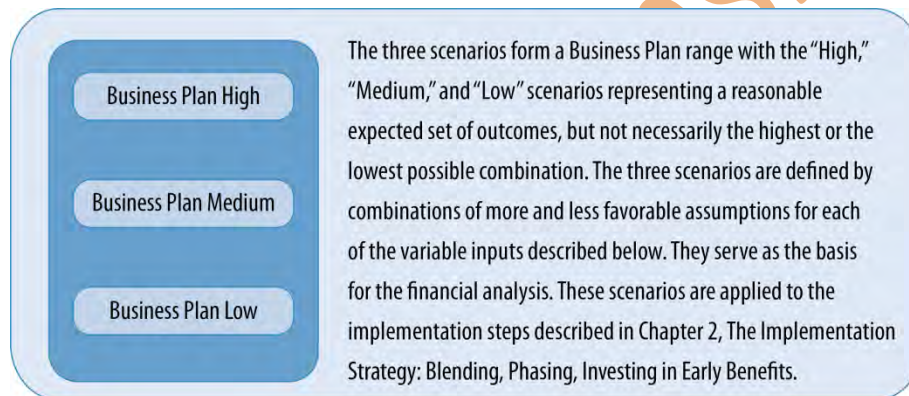 Business Plan High
Business Plan Medium
Business Plan Low
The three scenarios form a Business Plan range with the “High,”
“Medium,” and “Low” scenarios representing a reasonable
expected set of outcomes, but not necessarily the highest or the
lowest possible combination. The three scenarios are defined by
combinations of more and less favorable assumptions for each
of the variable inputs described below. They serve as the basis
for the financial analysis. These scenarios are applied to the
implementation steps described in Chapter 2, The Implementation
Strategy: Blending, Phasing, Investing in Early Benefits.